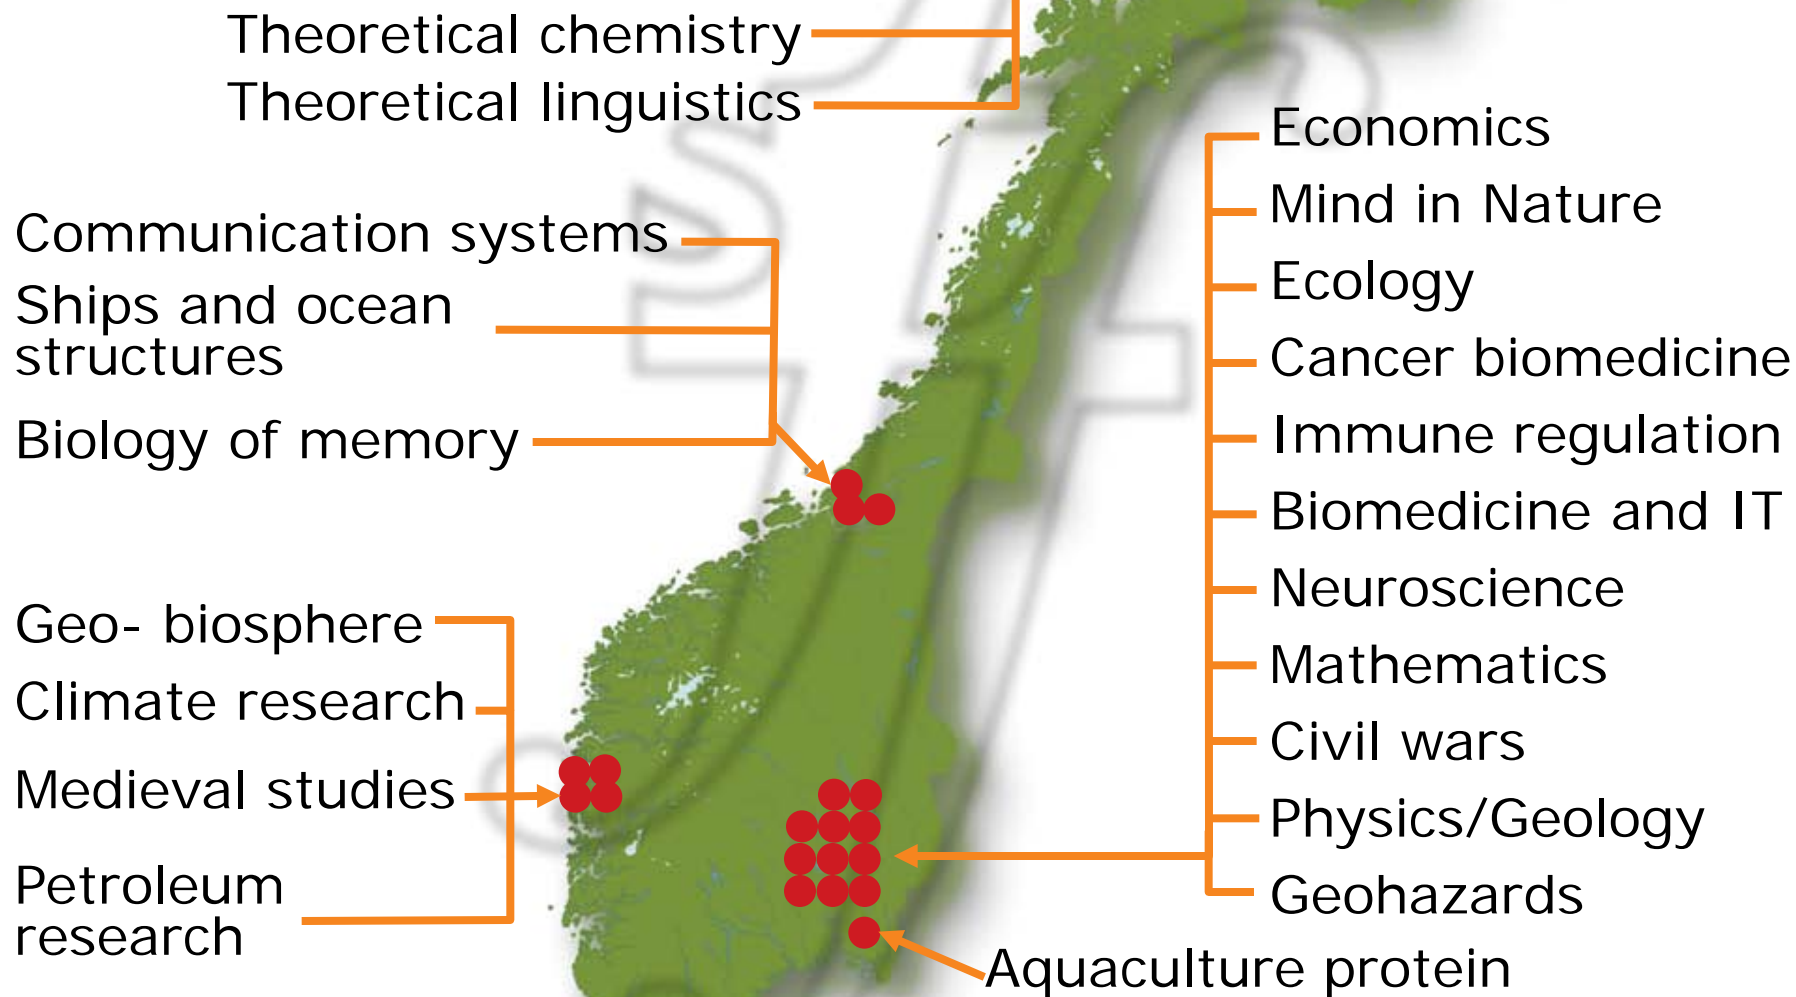 Theoretical chemistry
Theoretical linguistics
Communication systems
Ships and ocean
structures
Biology of memory
Geo- biosphere
Climate research
Medieval studies
Petroleum
research
Economics
Mind in Nature
Ecology
Cancer biomedicine
Immune regulation
Biomedicine and IT
Neuroscience
Mathematics
Civil wars
Physics/Geology
Geohazards
Aquaculture protein